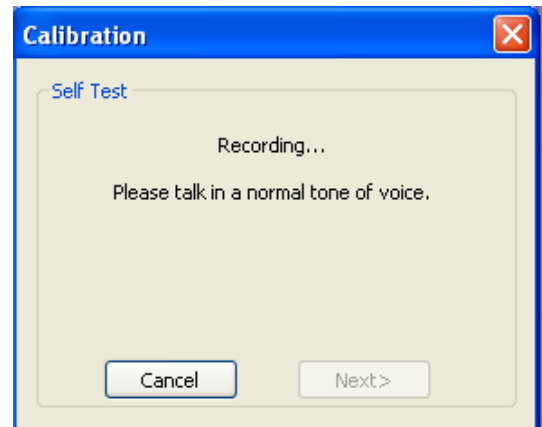 Calibration
Self Test
Recording...
Please talk in a normal tone of voice.
Cancel
Next>